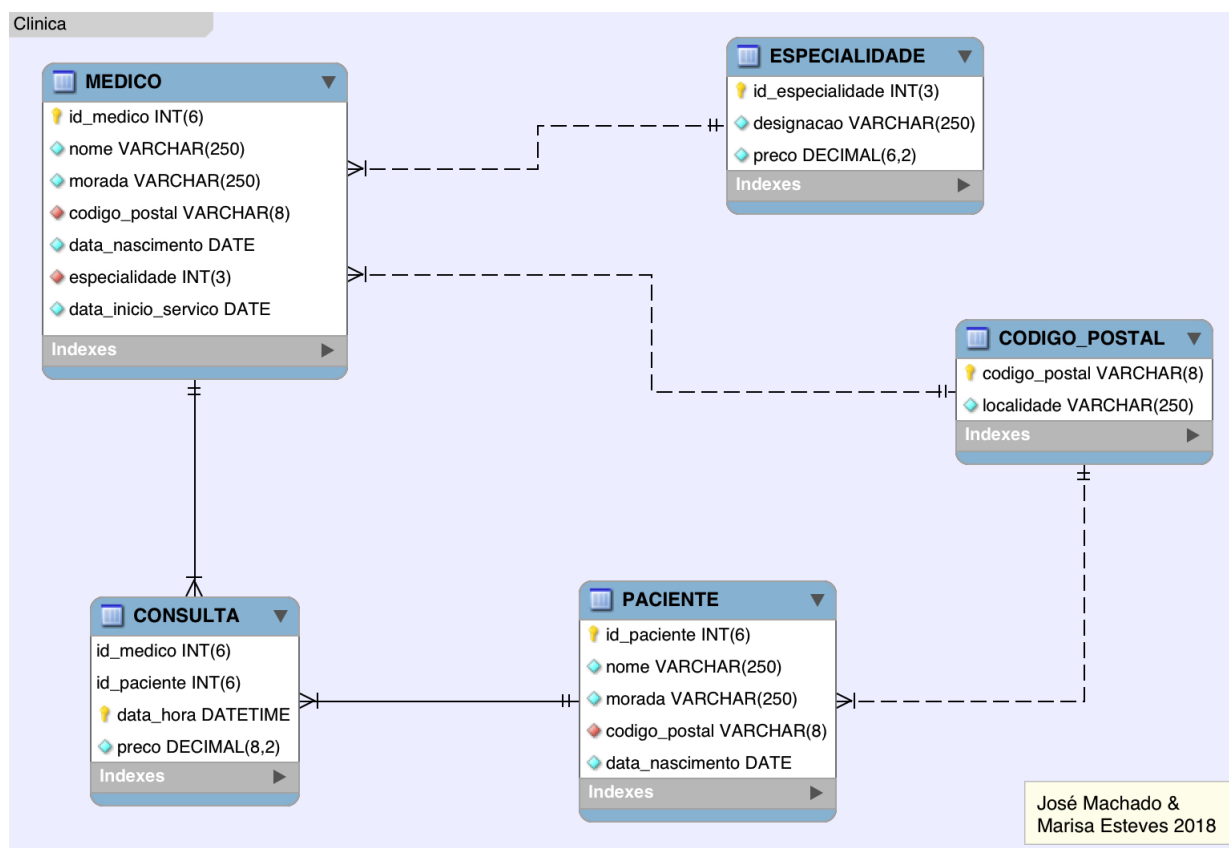 Clinica
MEDICO
id_medico INT(6)
nome VARCHAR(250)
morada VARCHAR(250)
codigo_postal VARCHAR(8)
data_nascimento DATE
especialidade INT(3)
data_inicio_servico DATE
Indexes
ESPECIALIDADE
id_especialidade INT(3)
designacao VARCHAR(250)
preco DECIMAL(6,2)
Indexes
CODIGO_POSTAL
codigo_postal VARCHAR(8)
localidade VARCHAR(250)
Indexes
CONSULTA
id_medico INT(6)
id_paciente INT(6)
data_hora DATETIME
preco DECIMAL(8,2)
Indexes
PACIENTE
id_paciente INT(6)
nome VARCHAR(250)
morada VARCHAR(250)
codigo_postal VARCHAR(8)
data_nascimento DATE
Indexes
José Machado &
Marisa Esteves 2018